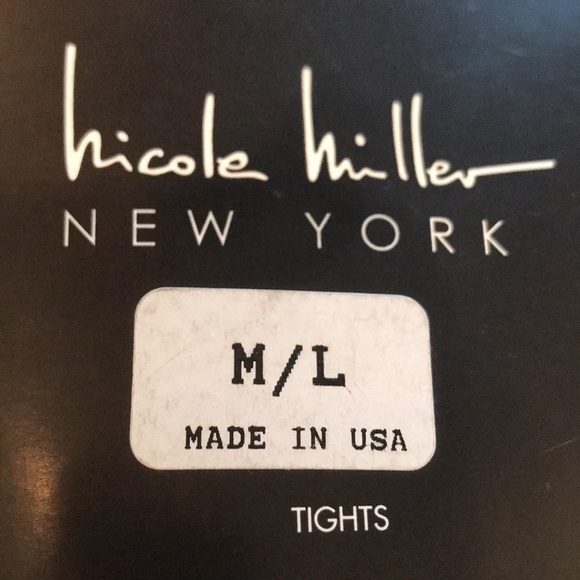 nicole miller
NEW YORK
M/L
MADE IN USA
TIGHTS